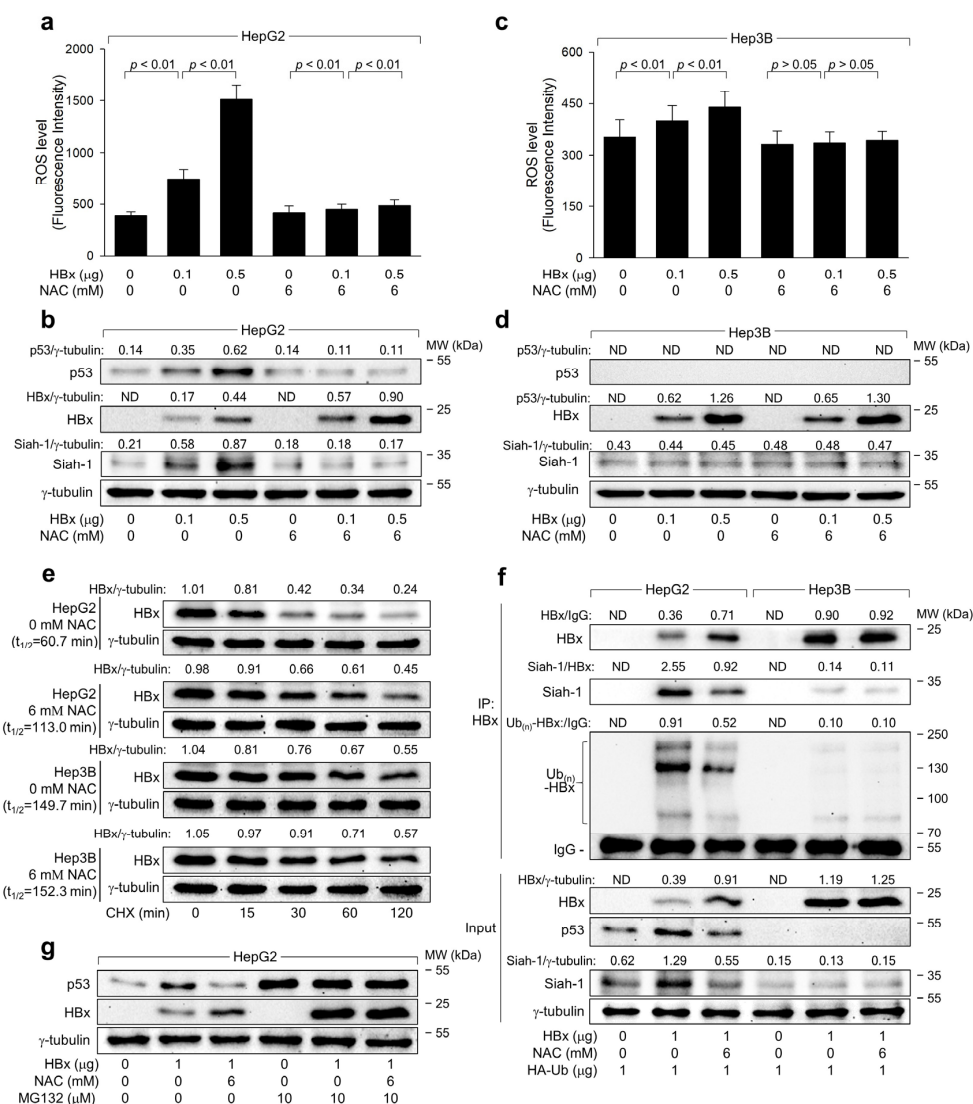 a
HepG2
2000
1500
1000
500
0
ROS level
(Fluorescence Intensity)
p < 0.01 p < 0.01 p < 0.01 p < 0.01
HBx (μg) 0 0.1 0.5 0 0.1 0.5
NAC (mM) 0 0 0 6 6 6
c
Hep3B
600
450
300
150
0
ROS level
(Fluorescence Intensity)
p < 0.01 p < 0.01 p > 0.05 p > 0.05
HBx (μg) 0 0.1 0.5 0 0.1 0.5
NAC (mM) 0 0 0 6 6 6
b
HepG2
MW (kDa)
p53/γ-tubulin: 0.14 0.35 0.62 0.14 0.11 0.11
p53 - 55
HBx/γ-tubulin: ND 0.17 0.44 ND 0.57 0.90
HBx - 25
Siah-1/γ-tubulin: 0.21 0.58 0.87 0.18 0.18 0.17
Siah-1 - 35
γ-tubulin - 55
HBx (μg) 0 0.1 0.5 0 0.1 0.5
NAC (mM) 0 0 0 6 6 6
d
Hep3B
MW (kDa)
p53/γ-tubulin: ND ND ND ND ND ND
p53 - 55
p53/γ-tubulin: ND 0.62 1.26 ND 0.65 1.30
HBx - 25
Siah-1/γ-tubulin: 0.43 0.44 0.45 0.48 0.48 0.47
Siah-1 - 35
γ-tubulin - 55
HBx (μg) 0 0.1 0.5 0 0.1 0.5
NAC (mM) 0 0 0 6 6 6
e
HBx/γ-tubulin: 1.01 0.81 0.42 0.34 0.24
HepG2
0 mM NAC
(t1/2=60.7 min)
HBx
γ-tubulin
HBx/γ-tubulin: 0.98 0.91 0.66 0.61 0.45
HepG2
6 mM NAC
(t1/2=113.0 min)
HBx
γ-tubulin
HBx/γ-tubulin: 1.04 0.81 0.76 0.67 0.55
Hep3B
0 mM NAC
(t1/2=149.7 min)
HBx
γ-tubulin
HBx/γ-tubulin: 1.05 0.97 0.91 0.71 0.57
Hep3B
6 mM NAC
(t1/2=152.3 min)
HBx
γ-tubulin
CHX (min) 0 15 30 60 120
f
HepG2 Hep3B
MW (kDa)
IP:
HBx
HBx/IgG: ND 0.36 0.71 ND 0.90 0.92
HBx - 25
Siah-1/HBx: ND 2.55 0.92 ND 0.14 0.11
Siah-1 - 35
Ub(n)-HBx:/IgG: ND 0.91 0.52 ND 0.10 0.10
Ub(n)
-HBx
- 250
- 130
- 100
- 70
IgG - - 55
Input
HBx/γ-tubulin: ND 0.39 0.91 ND 1.19 1.25
HBx - 25
p53 - 55
Siah-1/γ-tubulin: 0.62 1.29 0.55 0.15 0.13 0.15
Siah-1 - 35
γ-tubulin - 55
HBx (μg) 0 1 1 0 1 1
NAC (mM) 0 0 6 0 0 6
HA-Ub (μg) 1 1 1 1 1 1
g
HepG2
MW (kDa)
p53 - 55
HBx - 25
γ-tubulin - 55
HBx (μg) 0 1 1 0 1 1
NAC (mM) 0 0 6 0 0 6
MG132 (μM) 0 0 0 10 10 10